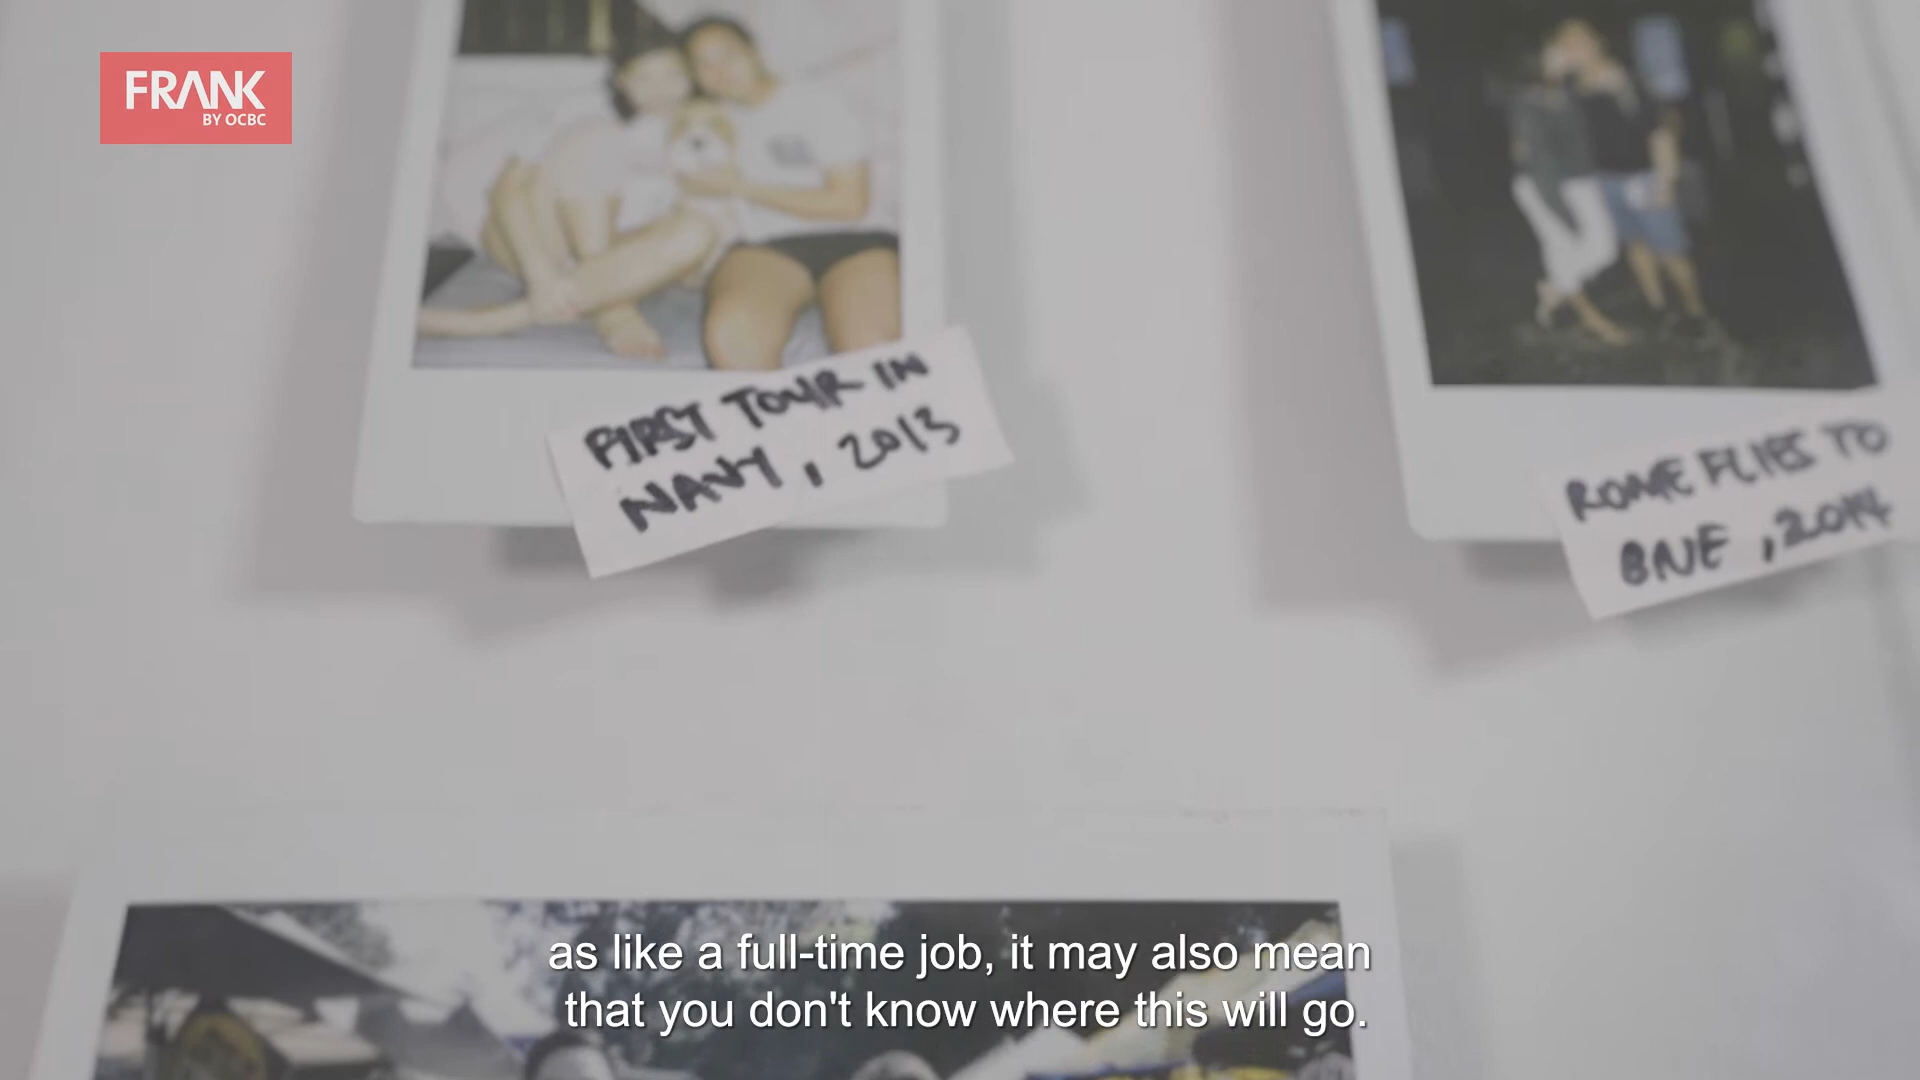 FRANK
BY OCBC
FIRST TOUR IN
NAVY, 2013
ROME FLIES TO
BNE, 2014
as like a full-time job, it may also mean
that you don't know where this will go.